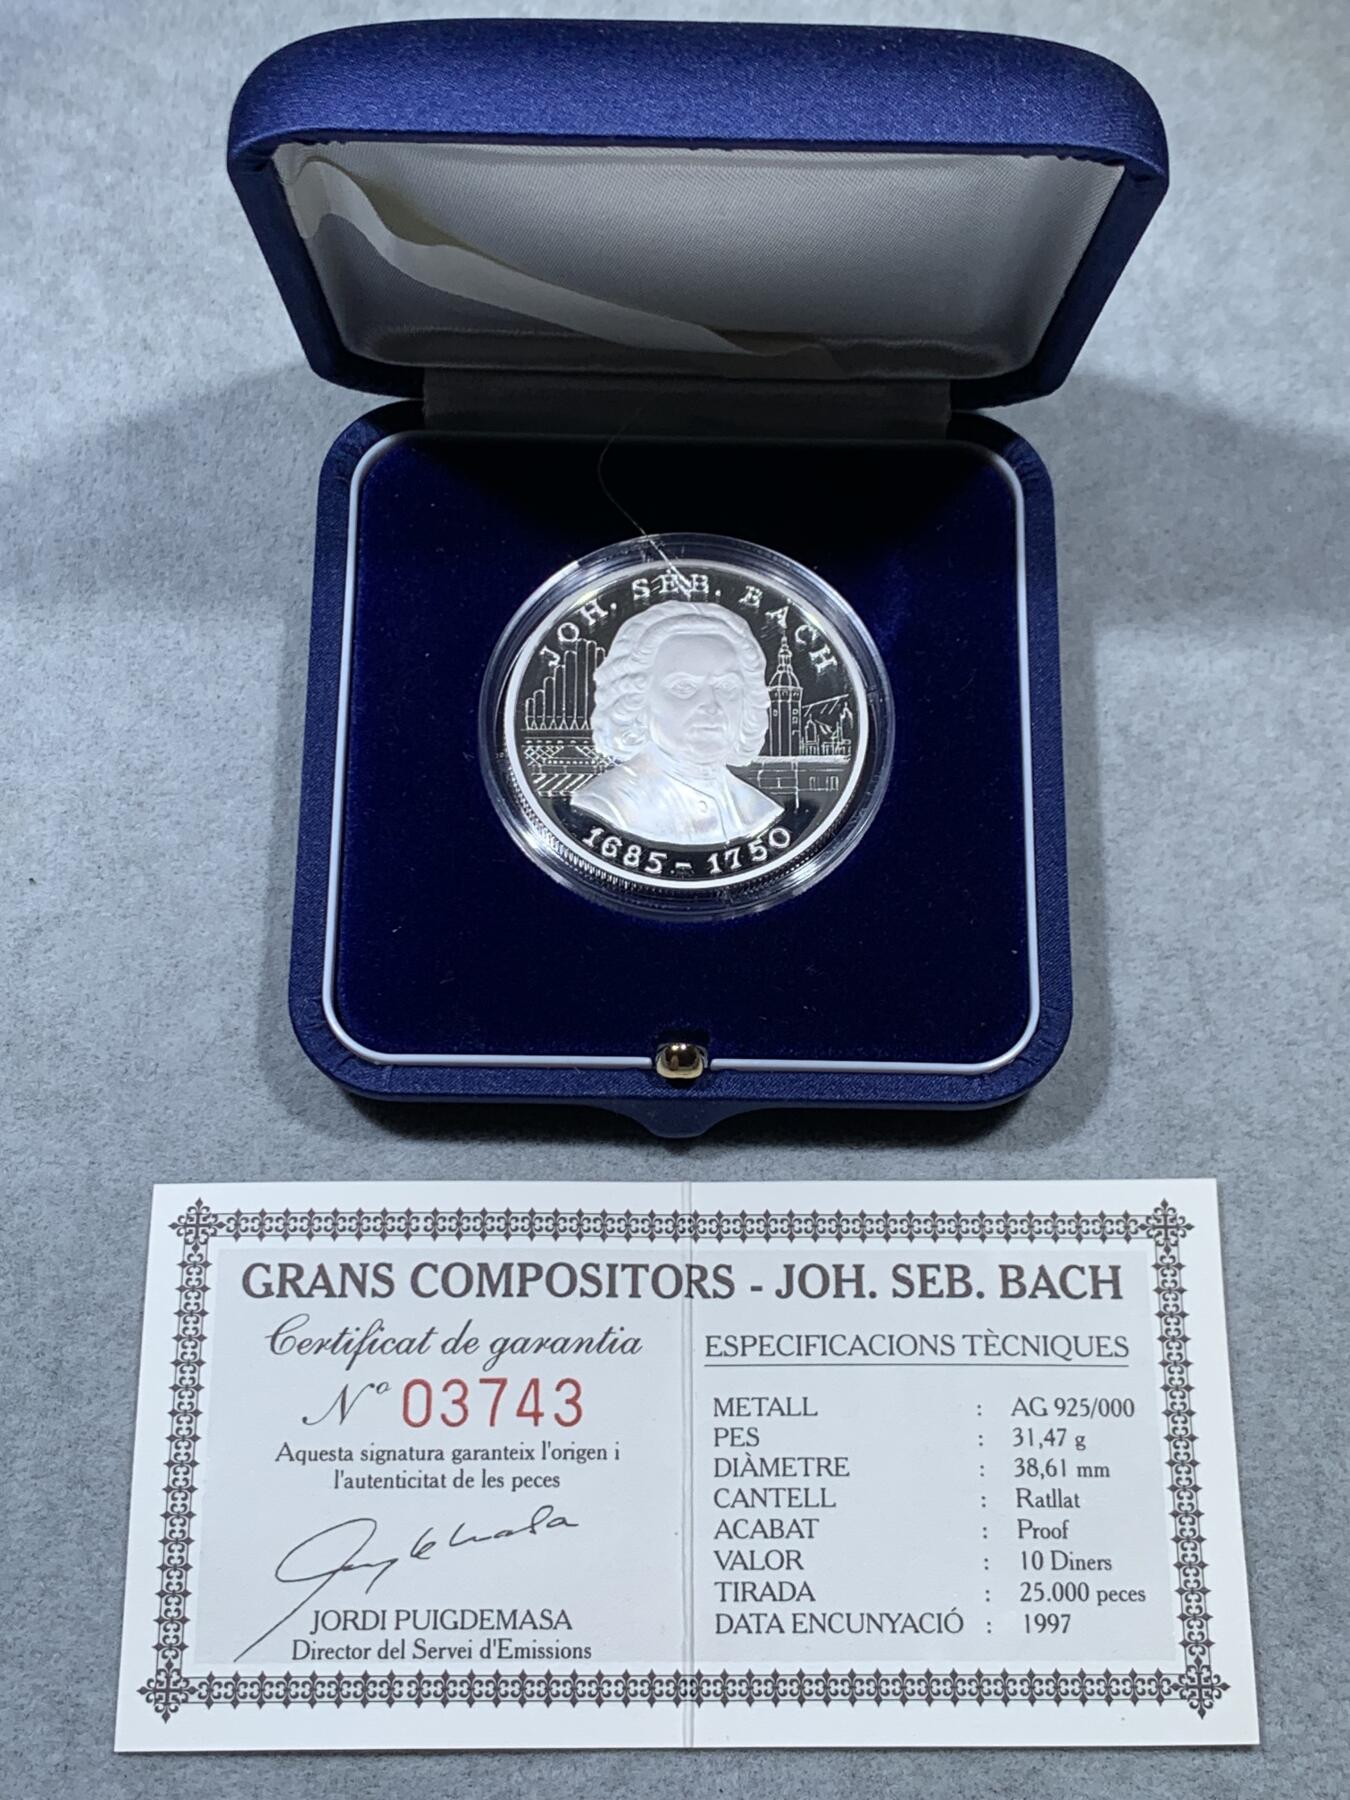 JOH. SEB. BACH
1685 - 1750
GRANS COMPOSITORS - JOH. SEB. BACH
Certificat de garantia
Nº 03743
Aquesta signatura garanteix l'origen i
l'autenticitat de les peces
JORDI PUIGDEMASA
Director del Servei d'Emissions
ESPECIFICACIONS TÈCNIQUES
METALL : AG 925/000
PES : 31,47 g
DIÀMETRE : 38,61 mm
CANTELL : Ratllat
ACABAT : Proof
VALOR : 10 Diners
TIRADA : 25.000 peces
DATA ENCUNYACIÓ : 1997